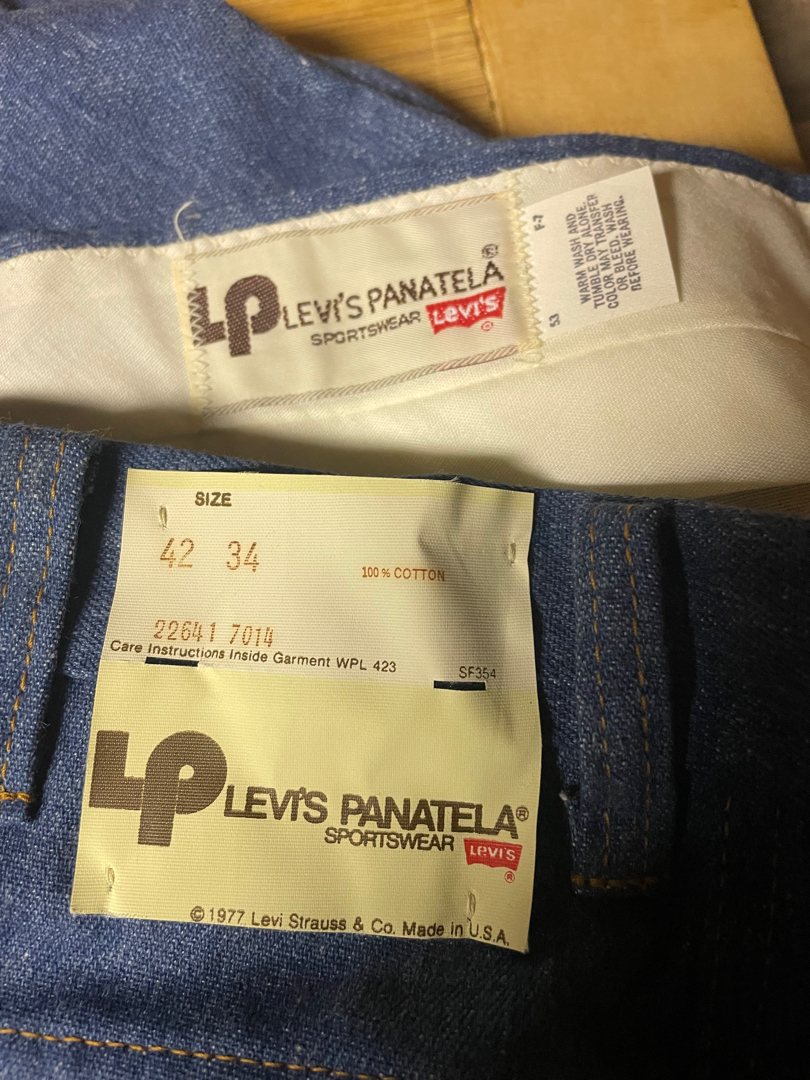 LP LEVI'S PANATELA ®
SPORTSWEAR Levi's ®
F-7
53
WARM WASH AND
TUMBLE DRY ALONE.
COLOR MAY TRANSFER
OR BLEED. WASH
BEFORE WEARING.
SIZE
42 34
100% COTTON
22641 7014
Care Instructions Inside Garment WPL 423
SF354
LP LEVI'S PANATELA®
SPORTSWEAR Levi's ®
© 1977 Levi Strauss & Co. Made in U.S.A.